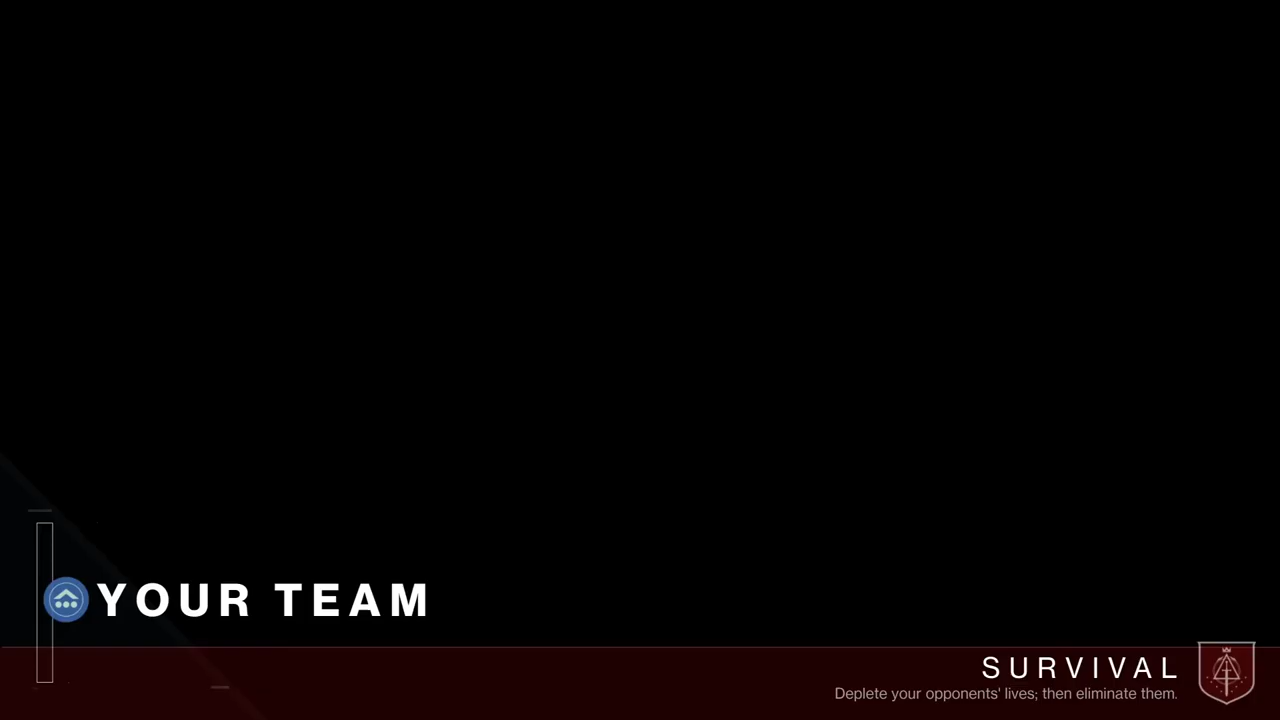 YOUR TEAM
SURVIVAL
Deplete your opponents' lives; then eliminate them.